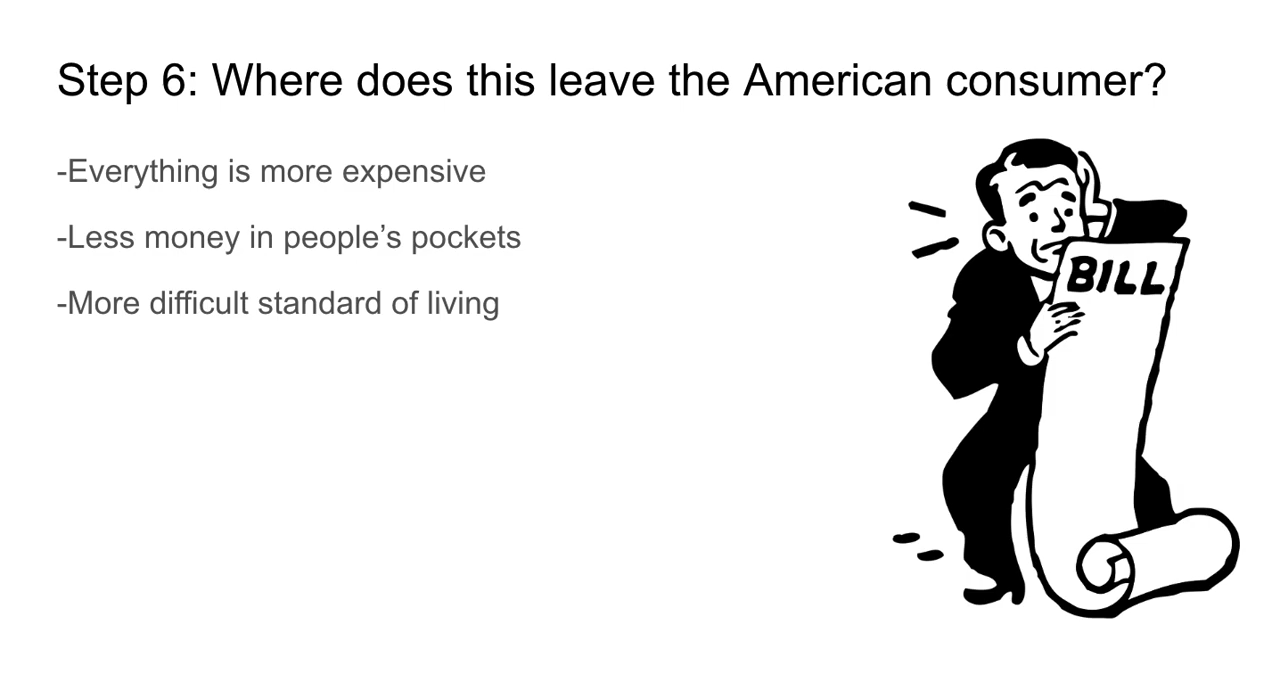 Step 6: Where does this leave the American consumer?
-Everything is more expensive
-Less money in people’s pockets
-More difficult standard of living
BILL